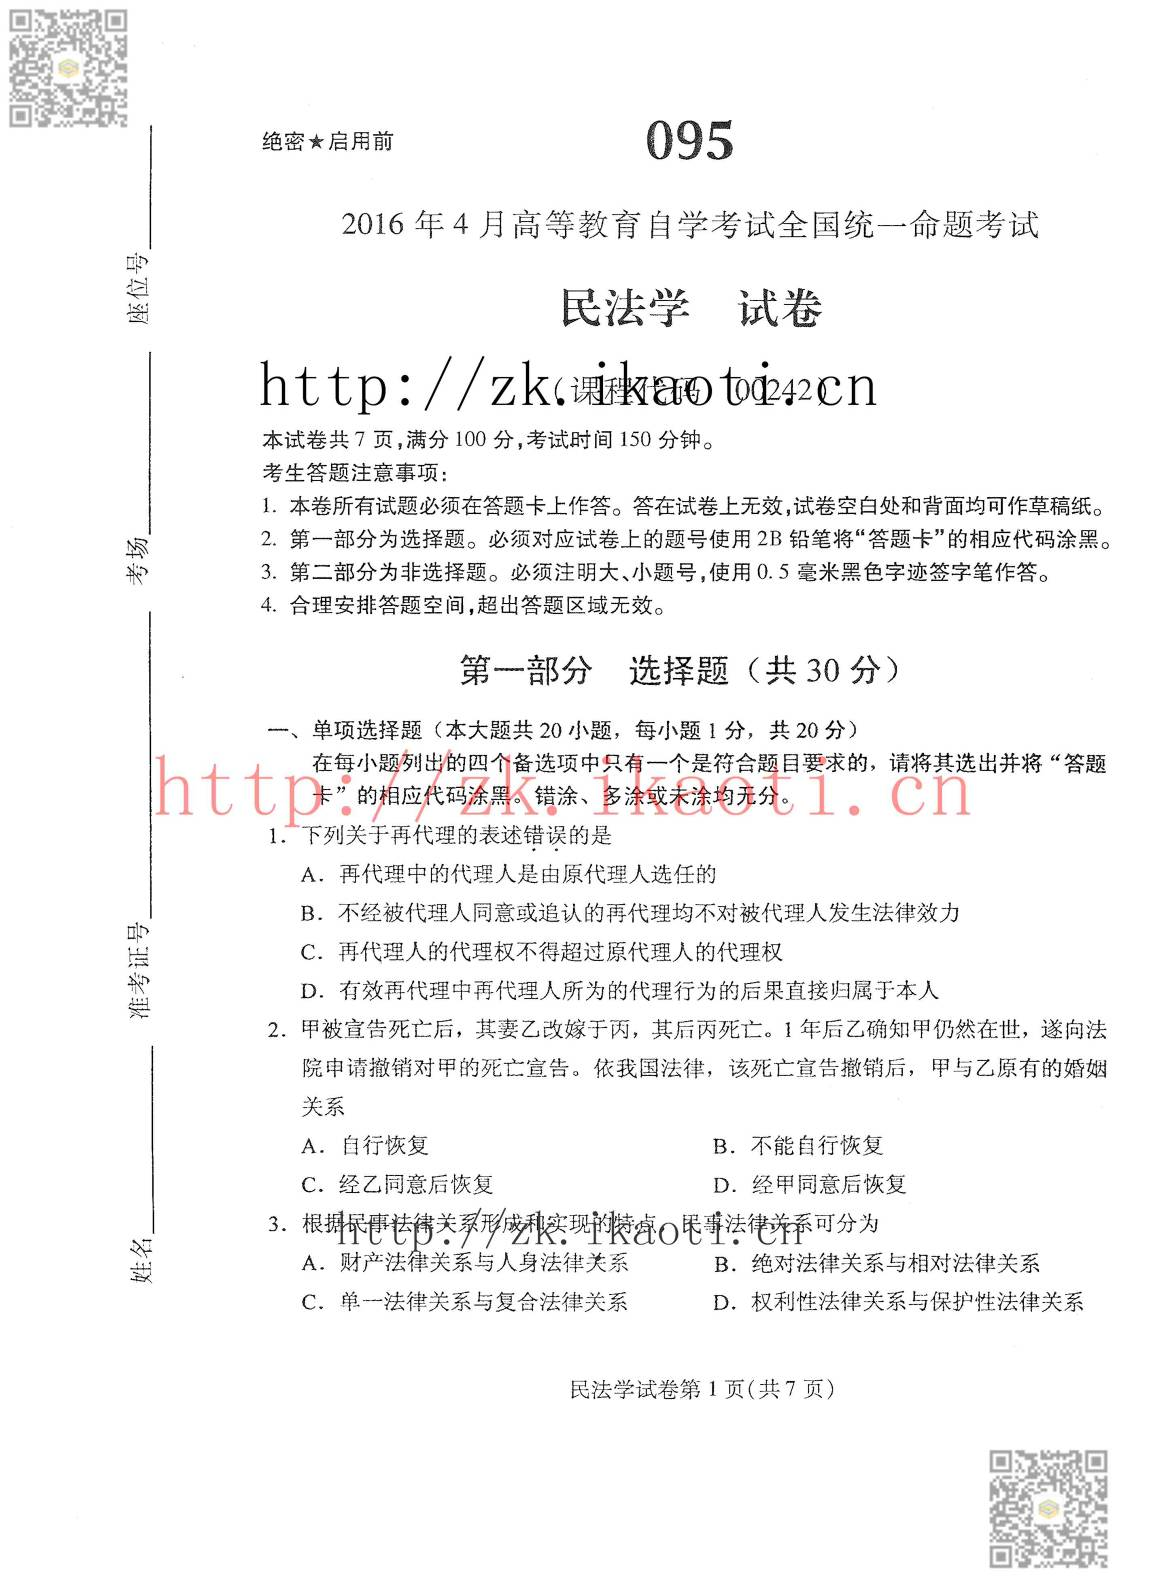 绝密★启用前
095
2016 年 4 月高等教育自学考试全国统一命题考试
民法学 试卷
(课程代码 00242)
http://zk.ikaoti.cn
本试卷共 7 页,满分 100 分,考试时间 150 分钟。
考生答题注意事项:
1. 本卷所有试题必须在答题卡上作答。答在试卷上无效,试卷空白处和背面均可作草稿纸。
2. 第一部分为选择题。必须对应试卷上的题号使用 2B 铅笔将“答题卡”的相应代码涂黑。
3. 第二部分为非选择题。必须注明大、小题号,使用 0.5 毫米黑色字迹签字笔作答。
4. 合理安排答题空间,超出答题区域无效。
第一部分 选择题(共 30 分)
一、单项选择题(本大题共 20 小题,每小题 1 分,共 20 分)
在每小题列出的四个备选项中只有一个是符合题目要求的,请将其选出并将“答题
卡”的相应代码涂黑。错涂、多涂或未涂均无分。
http://zk.ikaoti.cn
1. 下列关于再代理的表述错误的是
A. 再代理中的代理人是由原代理人选任的
B. 不经被代理人同意或追认的再代理均不对被代理人发生法律效力
C. 再代理人的代理权不得超过原代理人的代理权
D. 有效再代理中再代理人所为的代理行为的后果直接归属于本人
2. 甲被宣告死亡后,其妻乙改嫁于丙,其后丙死亡。1 年后乙确知甲仍然在世,遂向法
院申请撤销对甲的死亡宣告。依我国法律,该死亡宣告撤销后,甲与乙原有的婚姻
关系
A. 自行恢复
B. 不能自行恢复
C. 经乙同意后恢复
D. 经甲同意后恢复
3. 根据民事法律关系形成和实现的特点,民事法律关系可分为
http://zk.ikaoti.cn
A. 财产法律关系与人身法律关系
B. 绝对法律关系与相对法律关系
C. 单一法律关系与复合法律关系
D. 权利性法律关系与保护性法律关系
民法学试卷第 1 页(共 7 页)
座位号
考场
准考证号
姓名